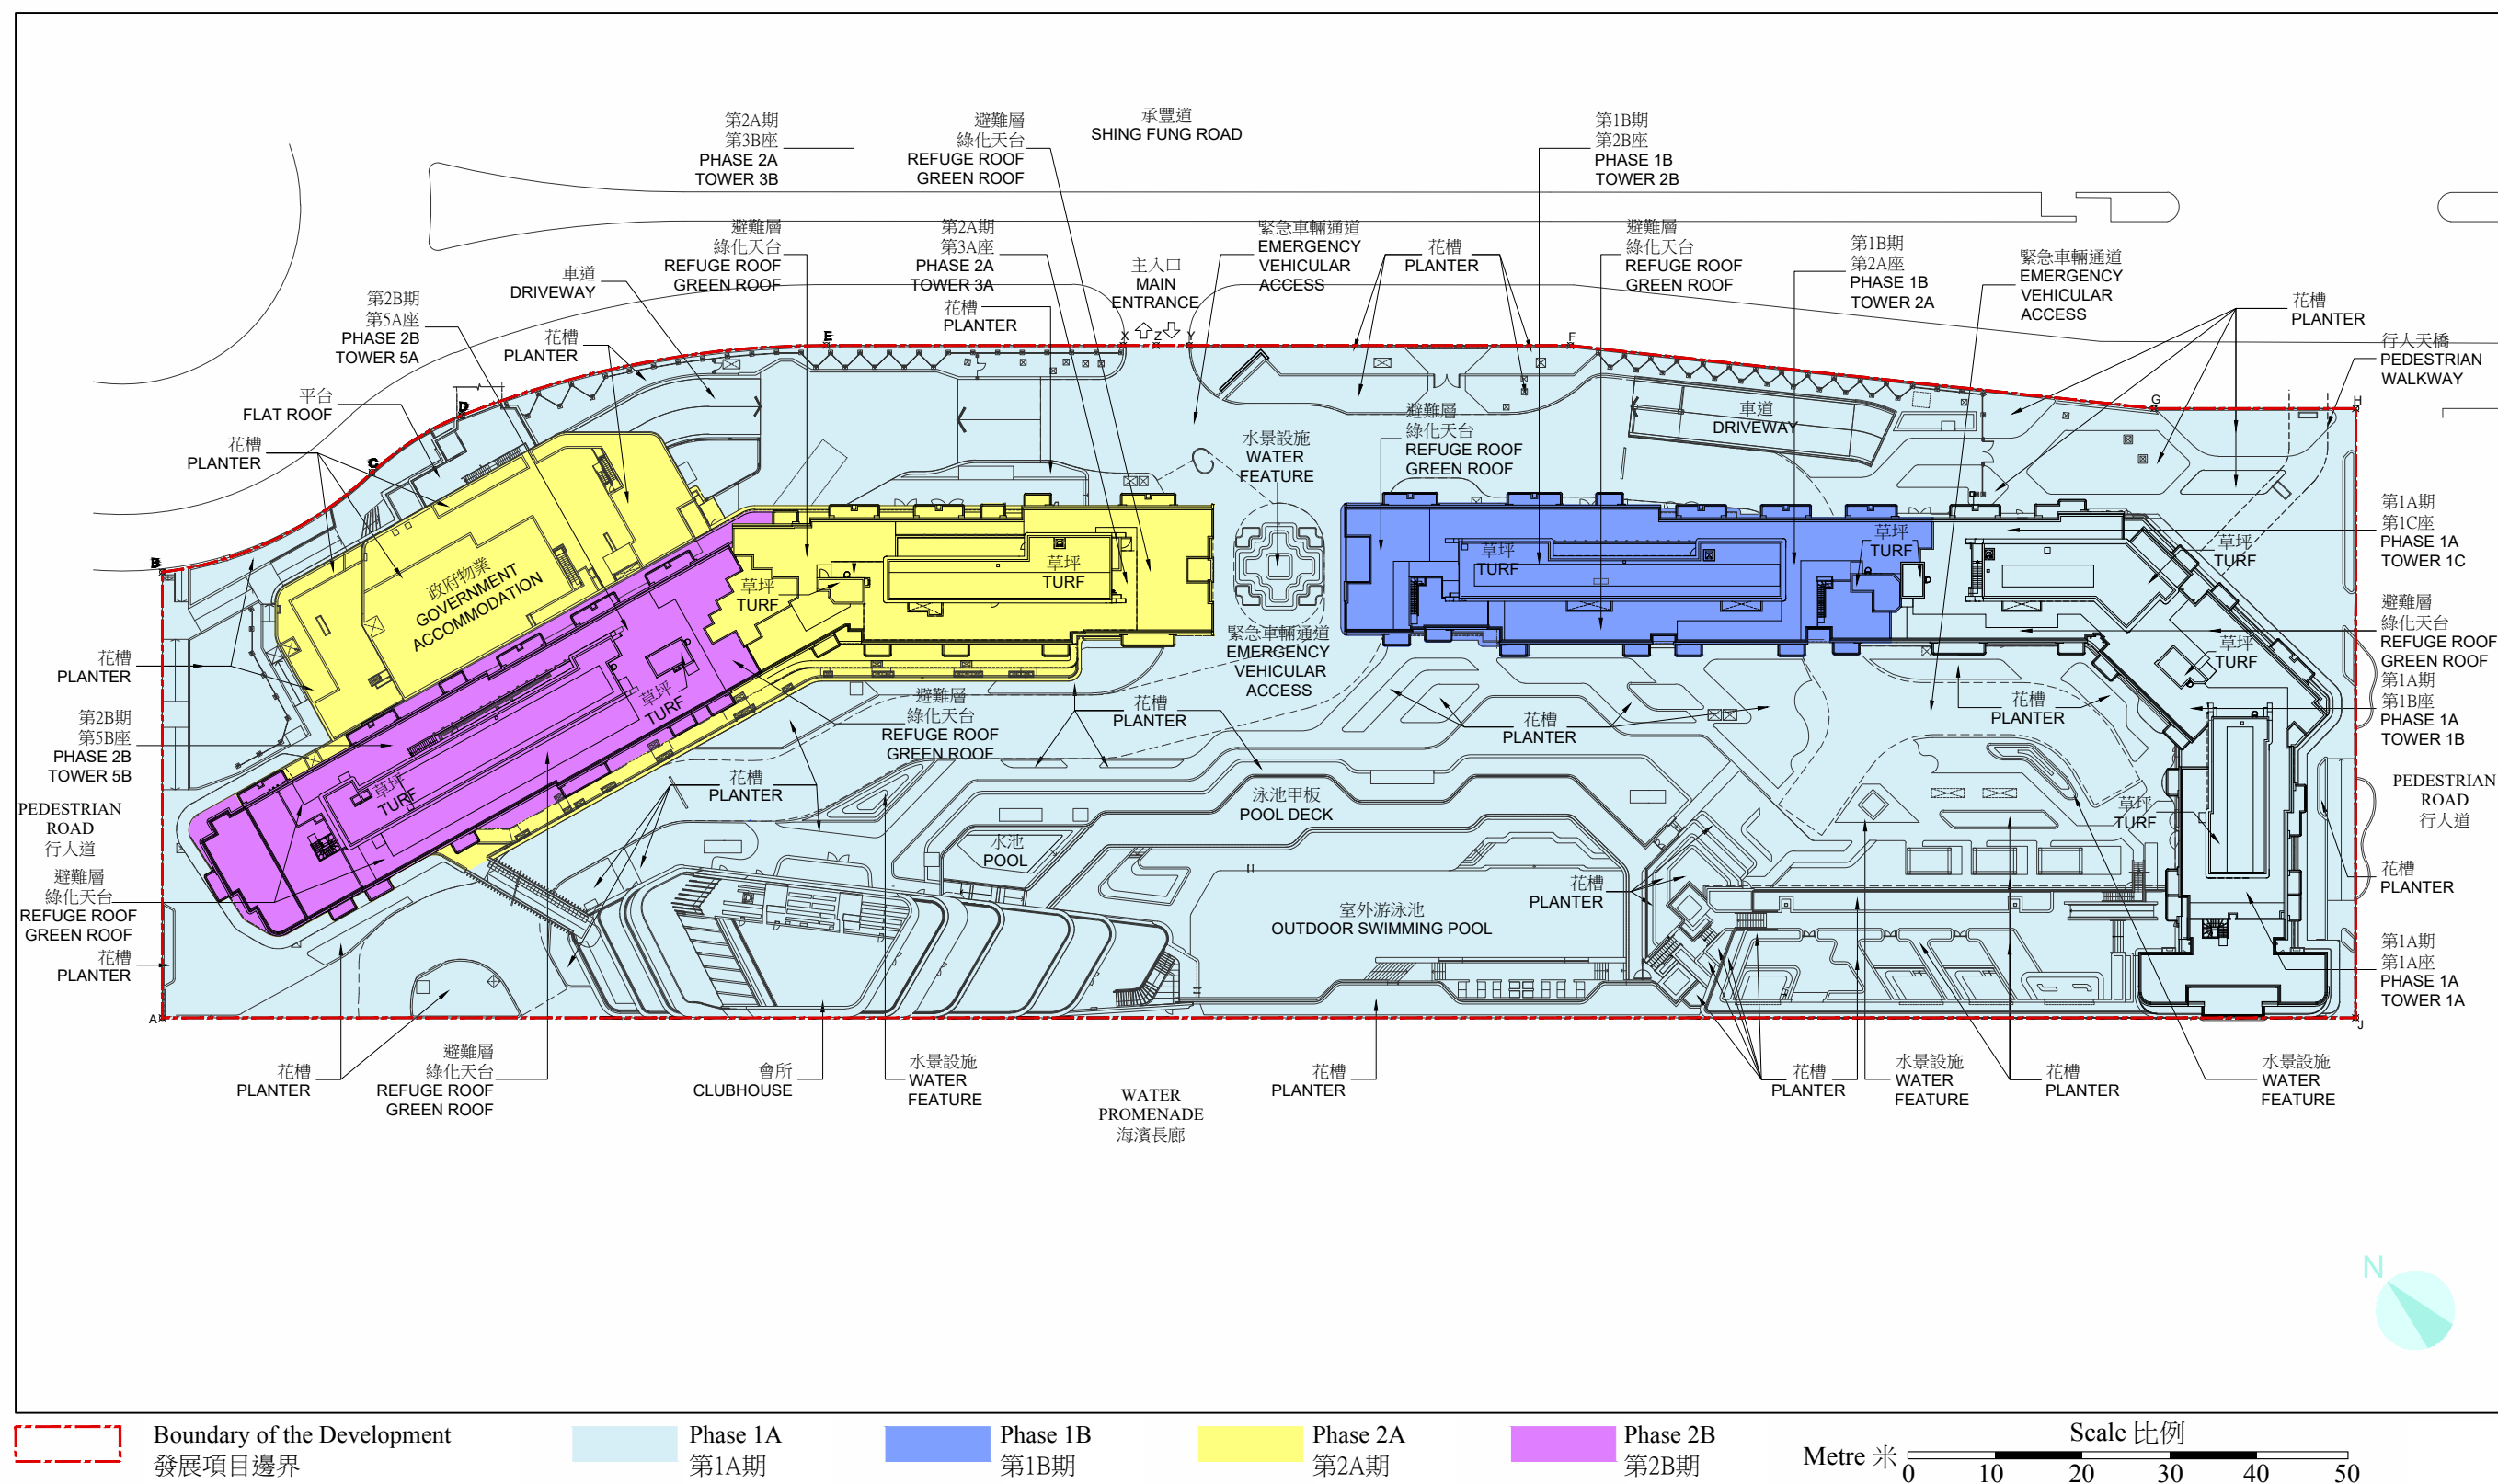 承豐道
SHING FUNG ROAD
第2A期
第3B座
PHASE 2A
TOWER 3B
避難層
綠化天台
REFUGE ROOF
GREEN ROOF
第1B期
第2B座
PHASE 1B
TOWER 2B
避難層
綠化天台
REFUGE ROOF
GREEN ROOF
第2A期
第3A座
PHASE 2A
TOWER 3A
主入口
MAIN
ENTRANCE
緊急車輛通道
EMERGENCY
VEHICULAR
ACCESS
花槽
PLANTER
避難層
綠化天台
REFUGE ROOF
GREEN ROOF
第1B期
第2A座
PHASE 1B
TOWER 2A
緊急車輛通道
EMERGENCY
VEHICULAR
ACCESS
花槽
PLANTER
車道
DRIVEWAY
第2B期
第5A座
PHASE 2B
TOWER 5A
花槽
PLANTER
花槽
PLANTER
行人天橋
PEDESTRIAN
WALKWAY
E
X
Z
Y
F
G
H
平台
FLAT ROOF
D
花槽
PLANTER
C
水景設施
WATER
FEATURE
避難層
綠化天台
REFUGE ROOF
GREEN ROOF
車道
DRIVEWAY
第1A期
第1C座
PHASE 1A
TOWER 1C
B
政府物業
GOVERNMENT
ACCOMMODATION
草坪
TURF
草坪
TURF
草坪
TURF
草坪
TURF
草坪
TURF
避難層
綠化天台
REFUGE ROOF
GREEN ROOF
花槽
PLANTER
草坪
TURF
緊急車輛通道
EMERGENCY
VEHICULAR
ACCESS
草坪
TURF
第1A期
第1B座
PHASE 1A
TOWER 1B
第2B期
第5B座
PHASE 2B
TOWER 5B
避難層
綠化天台
REFUGE ROOF
GREEN ROOF
花槽
PLANTER
花槽
PLANTER
花槽
PLANTER
PEDESTRIAN
ROAD
行人道
草坪
TURF
花槽
PLANTER
泳池甲板
POOL DECK
水池
POOL
草坪
TURF
PEDESTRIAN
ROAD
行人道
避難層
綠化天台
REFUGE ROOF
GREEN ROOF
室外游泳池
OUTDOOR SWIMMING POOL
花槽
PLANTER
花槽
PLANTER
花槽
PLANTER
第1A期
第1A座
PHASE 1A
TOWER 1A
A
J
花槽
PLANTER
避難層
綠化天台
REFUGE ROOF
GREEN ROOF
會所
CLUBHOUSE
水景設施
WATER
FEATURE
WATER
PROMENADE
海濱長廊
花槽
PLANTER
花槽
PLANTER
水景設施
WATER
FEATURE
花槽
PLANTER
水景設施
WATER
FEATURE
N
Boundary of the Development
發展項目邊界
Phase 1A
第1A期
Phase 1B
第1B期
Phase 2A
第2A期
Phase 2B
第2B期
Scale 比例
Metre 米
0 10 20 30 40 50